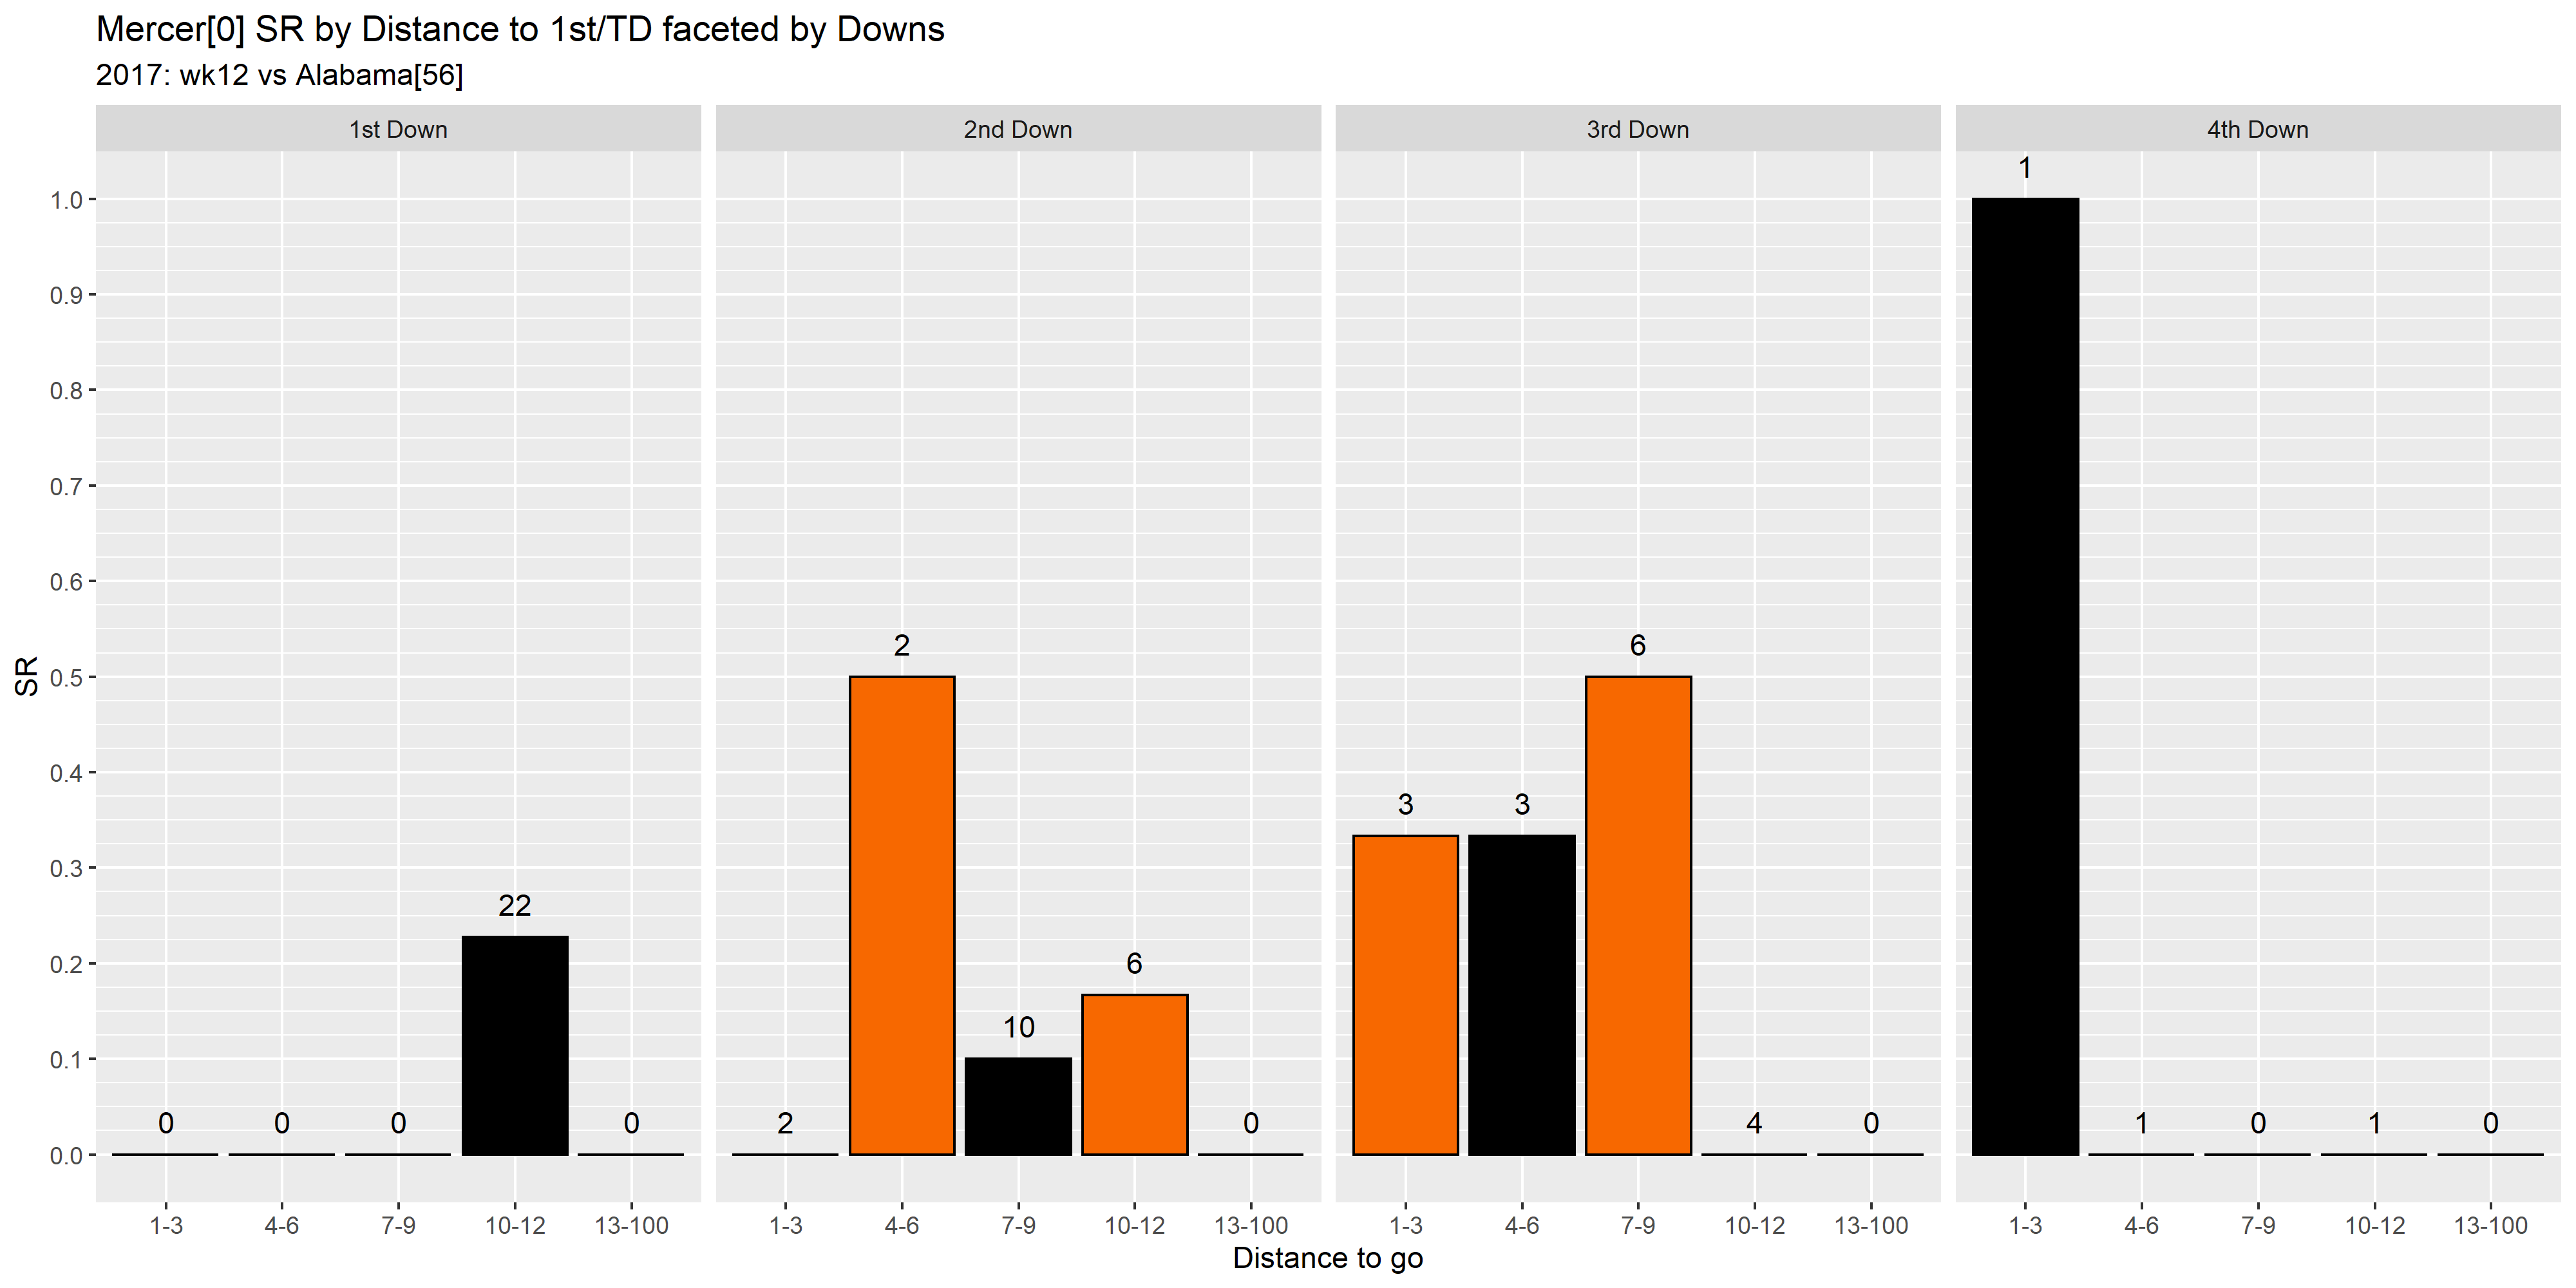 Mercer[0] SR by Distance to 1st/TD faceted by Downs
2017: wk12 vs Alabama[56]
1st Down
2nd Down
3rd Down
4th Down
SR
1.0
0.9
0.8
0.7
0.6
0.5
0.4
0.3
0.2
0.1
0.0
0 0 0 22 0
2 2 10 6 0
3 3 6 4 0
1 1 0 1 0
1-3 4-6 7-9 10-12 13-100
1-3 4-6 7-9 10-12 13-100
1-3 4-6 7-9 10-12 13-100
1-3 4-6 7-9 10-12 13-100
Distance to go